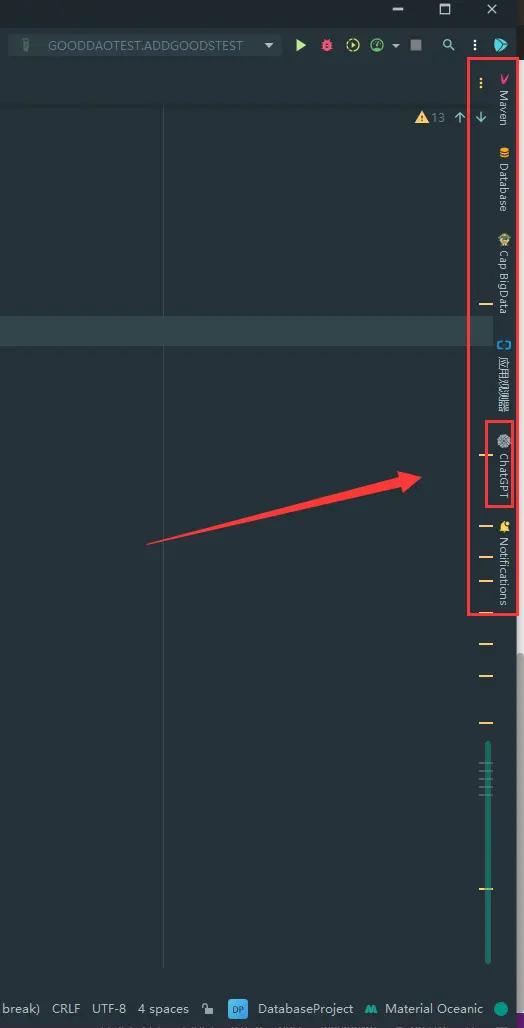 GOODDAOTEST.ADDGOODSTEST
13
Maven
Database
Cap BigData
应用观测器
ChatGPT
Notifications
break) CRLF UTF-8 4 spaces DP DatabaseProject Material Oceanic